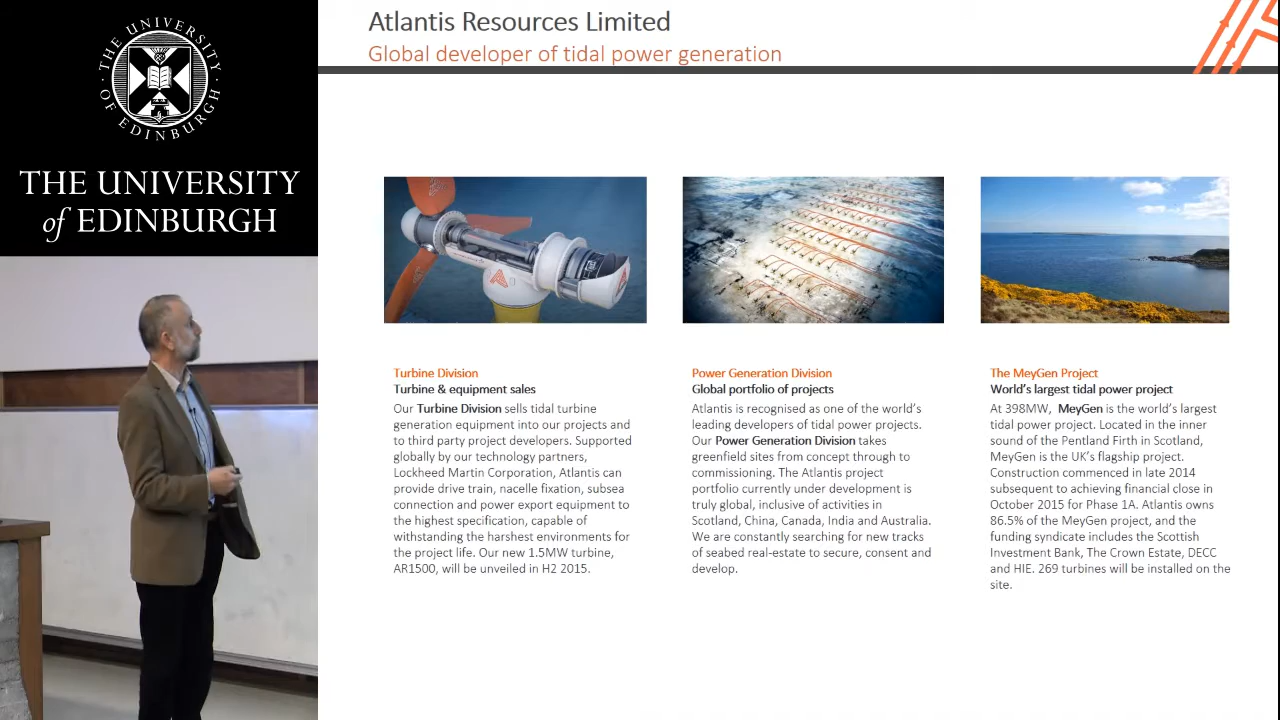 THE UNIVERSITY
OF EDINBURGH
THE UNIVERSITY
of EDINBURGH
Atlantis Resources Limited
Global developer of tidal power generation
Turbine Division
Turbine & equipment sales
Our Turbine Division sells tidal turbine
generation equipment into our projects and
to third party project developers. Supported
globally by our technology partners,
Lockheed Martin Corporation, Atlantis can
provide drive train, nacelle fixation, subsea
connection and power export equipment to
the highest specification, capable of
withstanding the harshest environments for
the project life. Our new 1.5MW turbine,
AR1500, will be unveiled in H2 2015.
Power Generation Division
Global portfolio of projects
Atlantis is recognised as one of the world's
leading developers of tidal power projects.
Our Power Generation Division takes
greenfield sites from concept through to
commissioning. The Atlantis project
portfolio currently under development is
truly global, inclusive of activities in
Scotland, China, Canada, India and Australia.
We are constantly searching for new tracks
of seabed real-estate to secure, consent and
develop.
The MeyGen Project
World's largest tidal power project
At 398MW, MeyGen is the world's largest
tidal power project. Located in the inner
sound of the Pentland Firth in Scotland,
MeyGen is the UK's flagship project.
Construction commenced in late 2014
subsequent to achieving financial close in
October 2015 for Phase 1A. Atlantis owns
86.5% of the MeyGen project, and the
funding syndicate includes the Scottish
Investment Bank, The Crown Estate, DECC
and HIE. 269 turbines will be installed on the
site.